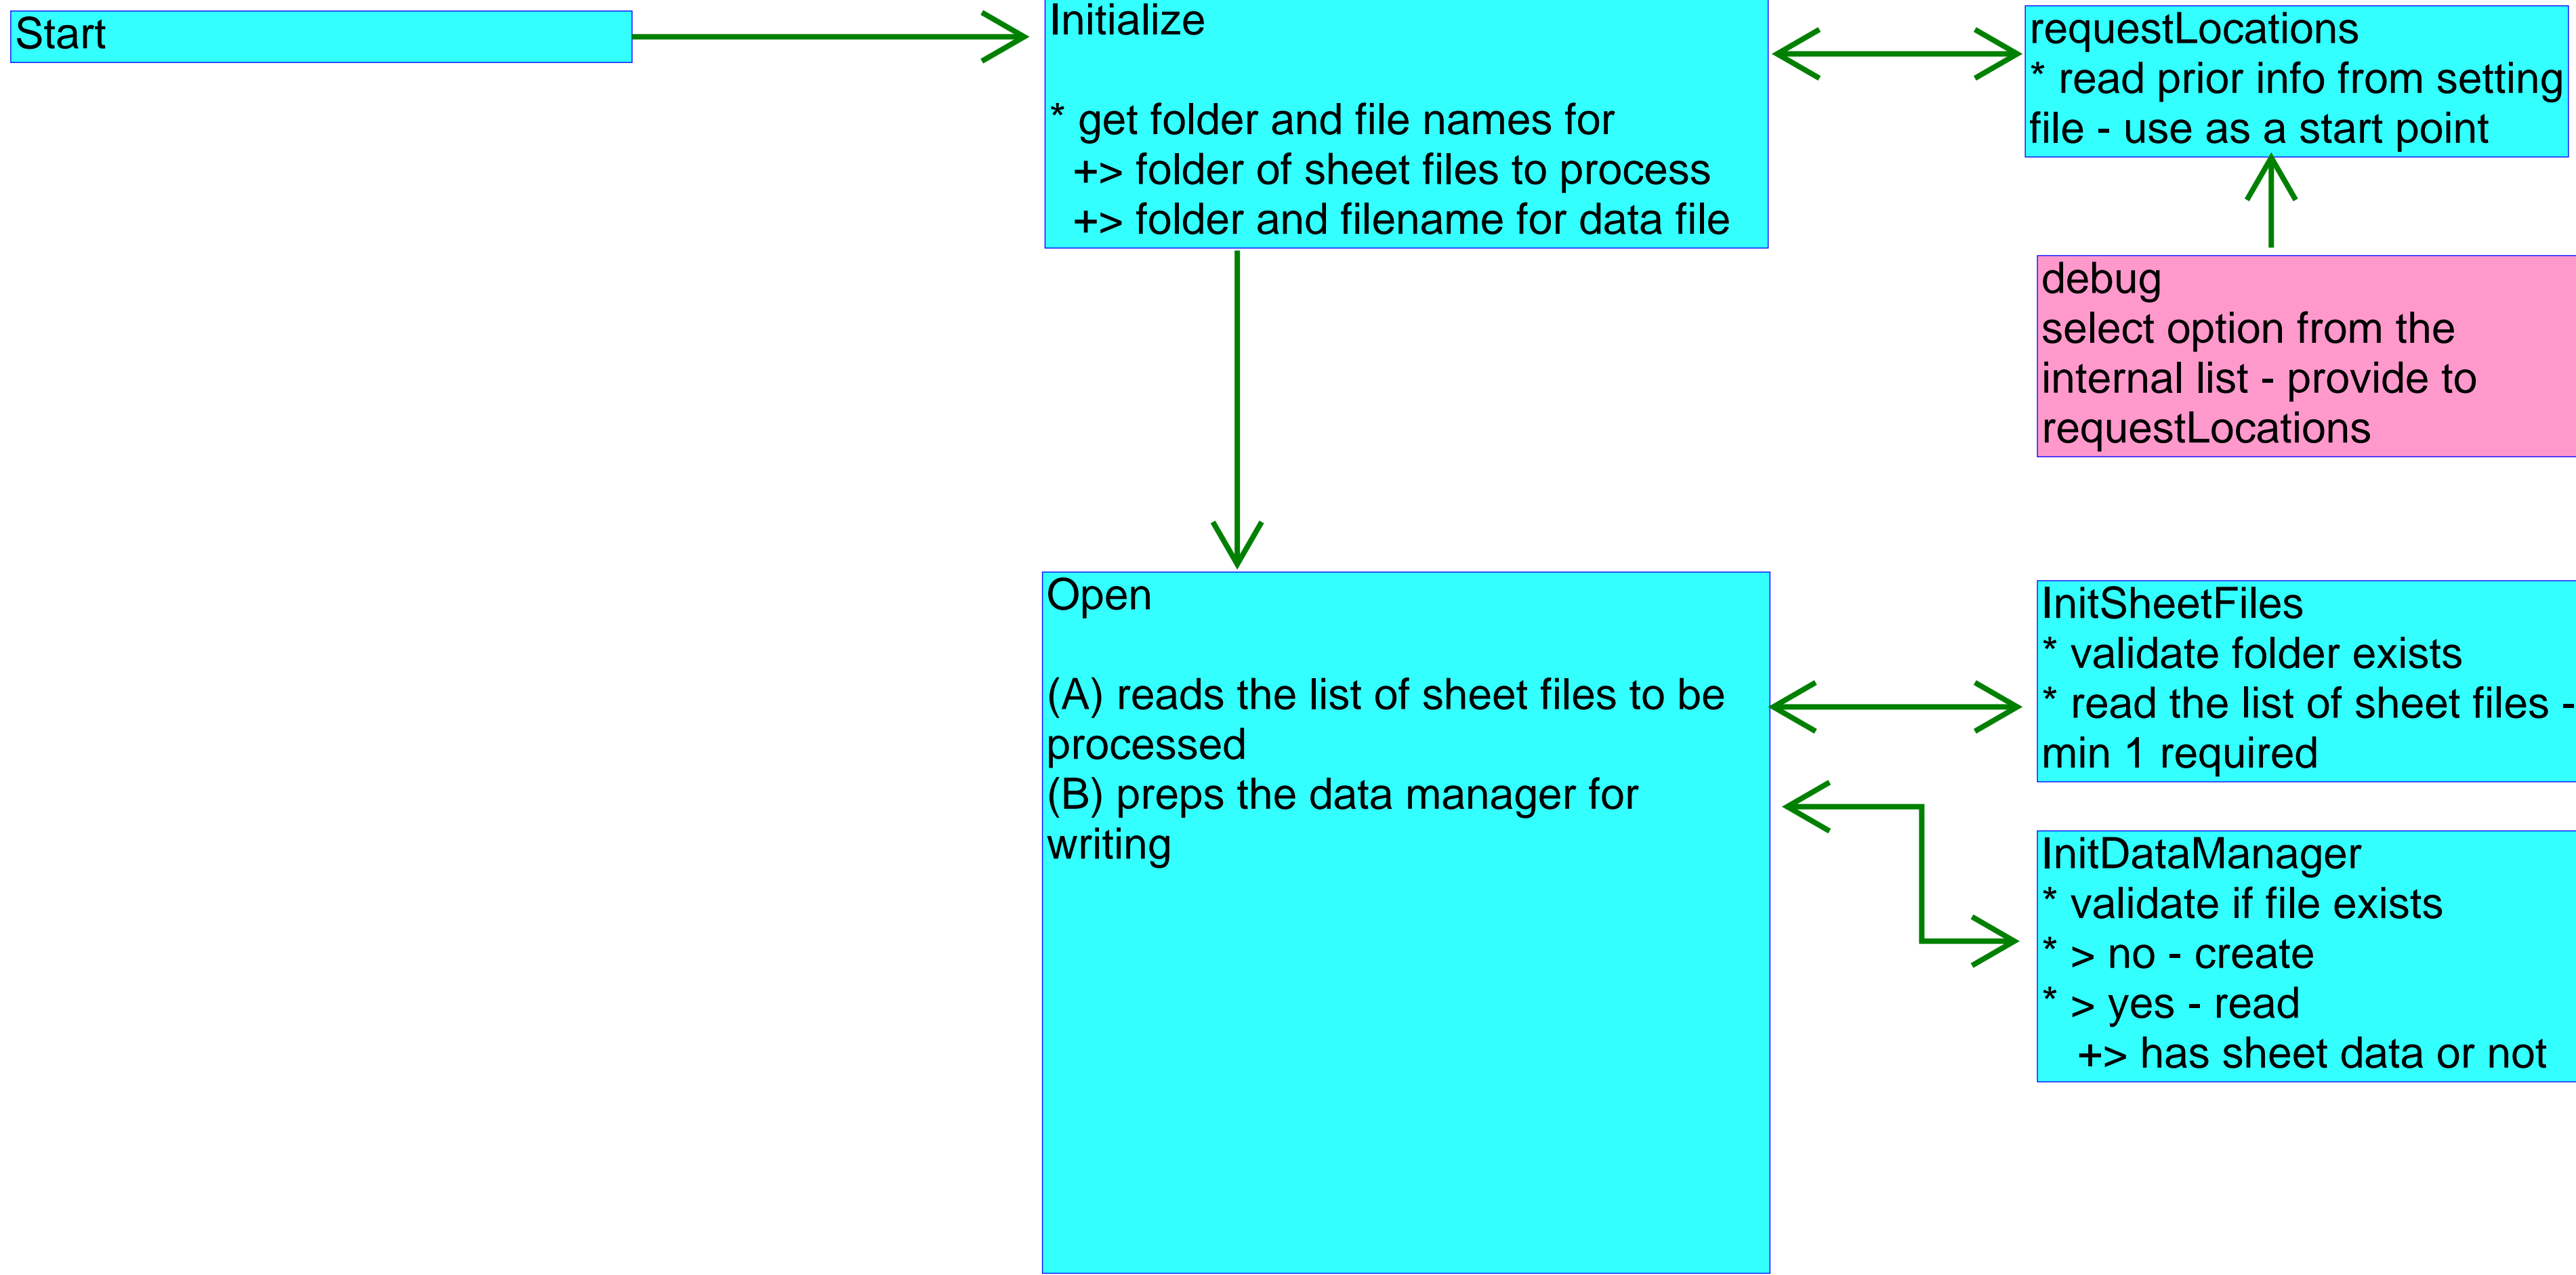 Start
Initialize
* get folder and file names for
+> folder of sheet files to process
+> folder and filename for data file
requestLocations
* read prior info from setting
file - use as a start point
debug
select option from the
internal list - provide to
requestLocations
Open
(A) reads the list of sheet files to be
processed
(B) preps the data manager for
writing
InitSheetFiles
* validate folder exists
* read the list of sheet files -
min 1 required
InitDataManager
* validate if file exists
* > no - create
* > yes - read
+> has sheet data or not